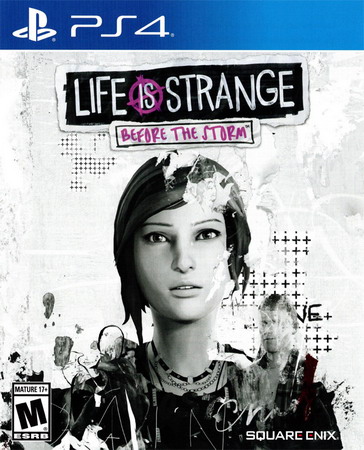 PS4
LIFE IS STRANGE
BEFORE THE STORM
MATURE 17+
M
ESRB
SQUARE ENIX